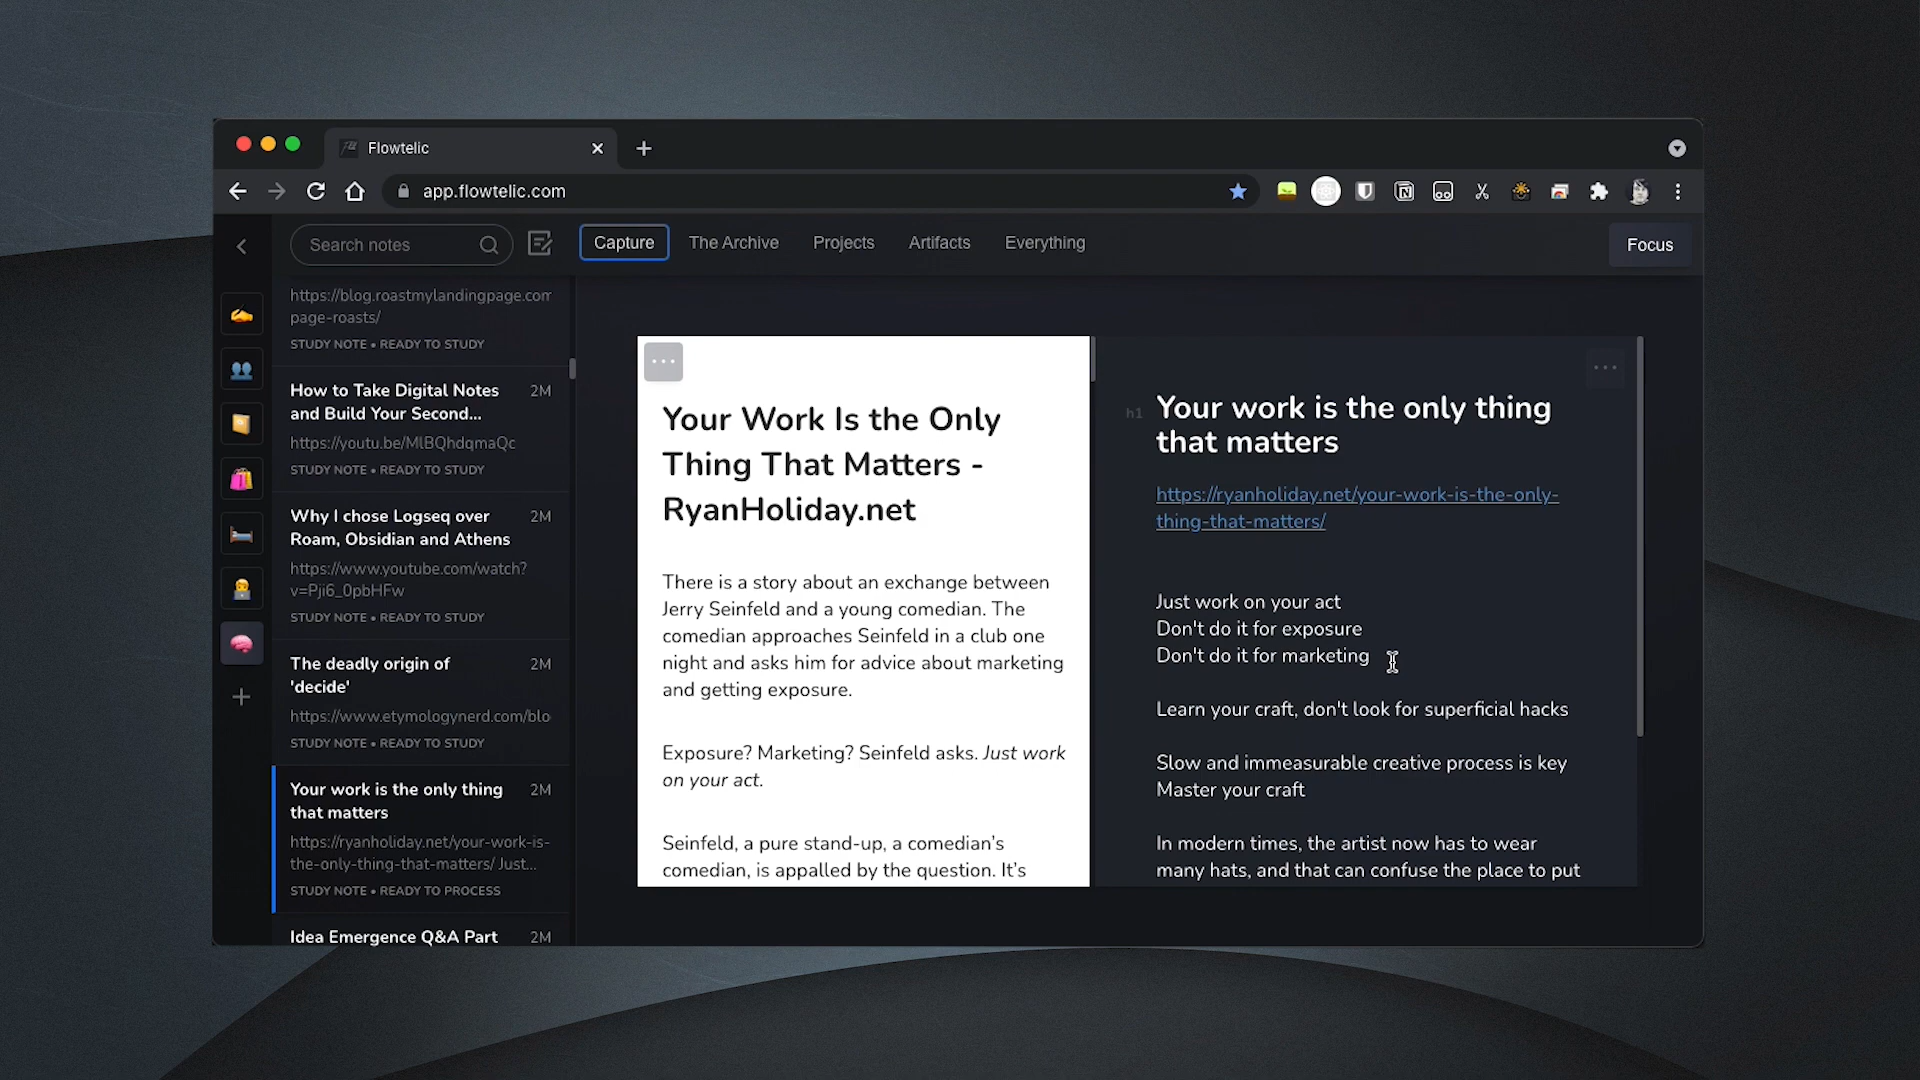 Flowtelic
app.flowtelic.com
Search notes
Capture
The Archive
Projects
Artifacts
Everything
Focus
https://blog.roastmylandingpage.com
page-roasts/
STUDY NOTE • READY TO STUDY
How to Take Digital Notes
and Build Your Second...
2M
https://youtu.be/MlBQhdqmaQc
STUDY NOTE • READY TO STUDY
Why I chose Logseq over
Roam, Obsidian and Athens
2M
https://www.youtube.com/watch?
v=Pji6_0pbHFw
STUDY NOTE • READY TO STUDY
The deadly origin of
'decide'
2M
https://www.etymologynerd.com/blo
STUDY NOTE • READY TO STUDY
Your work is the only thing
that matters
2M
https://ryanholiday.net/your-work-is-
the-only-thing-that-matters/ Just...
STUDY NOTE • READY TO PROCESS
Idea Emergence Q&A Part
2M
Your Work Is the Only
Thing That Matters -
RyanHoliday.net
There is a story about an exchange between
Jerry Seinfeld and a young comedian. The
comedian approaches Seinfeld in a club one
night and asks him for advice about marketing
and getting exposure.
Exposure? Marketing? Seinfeld asks. Just work
on your act.
Seinfeld, a pure stand-up, a comedian's
comedian, is appalled by the question. It's
h1
Your work is the only thing
that matters
https://ryanholiday.net/your-work-is-the-only-
thing-that-matters/
Just work on your act
Don't do it for exposure
Don't do it for marketing
Learn your craft, don't look for superficial hacks
Slow and immeasurable creative process is key
Master your craft
In modern times, the artist now has to wear
many hats, and that can confuse the place to put